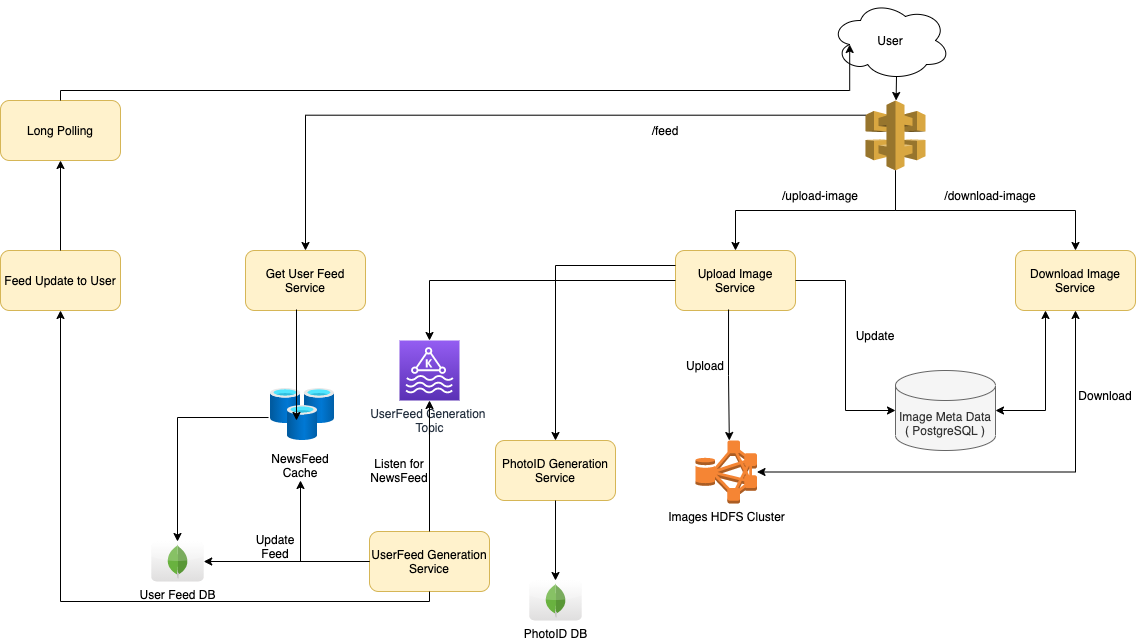 User
Long Polling
/feed
/upload-image
/download-image
Feed Update to User
Get User Feed
Service
Upload Image
Service
Download Image
Service
Update
Upload
K
Download
UserFeed Generation
Topic
Image Meta Data
( PostgreSQL )
NewsFeed
Cache
Listen for
NewsFeed
PhotoID Generation
Service
Images HDFS Cluster
Update
Feed
UserFeed Generation
Service
User Feed DB
PhotoID DB